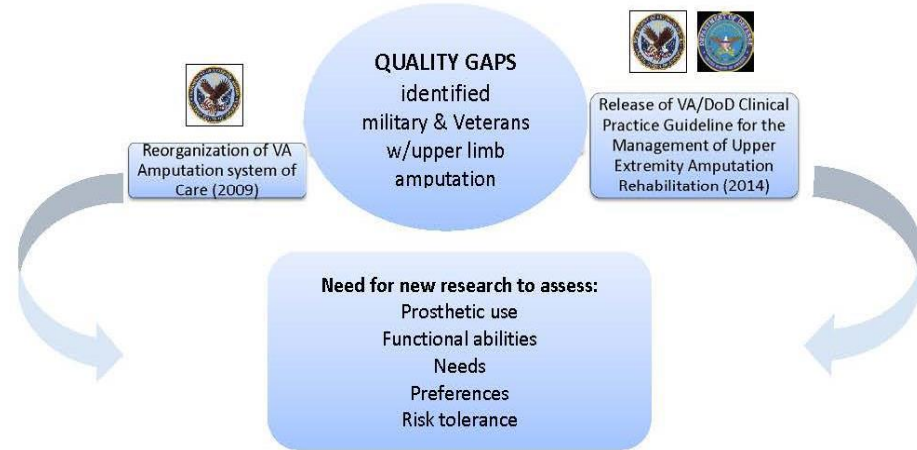 QUALITY GAPS
identified
military & Veterans
w/upper limb
amputation
Reorganization of VA
Amputation system of
Care (2009)
Release of VA/DoD Clinical
Practice Guideline for the
Management of Upper
Extremity Amputation
Rehabilitation (2014)
Need for new research to assess:
Prosthetic use
Functional abilities
Needs
Preferences
Risk tolerance